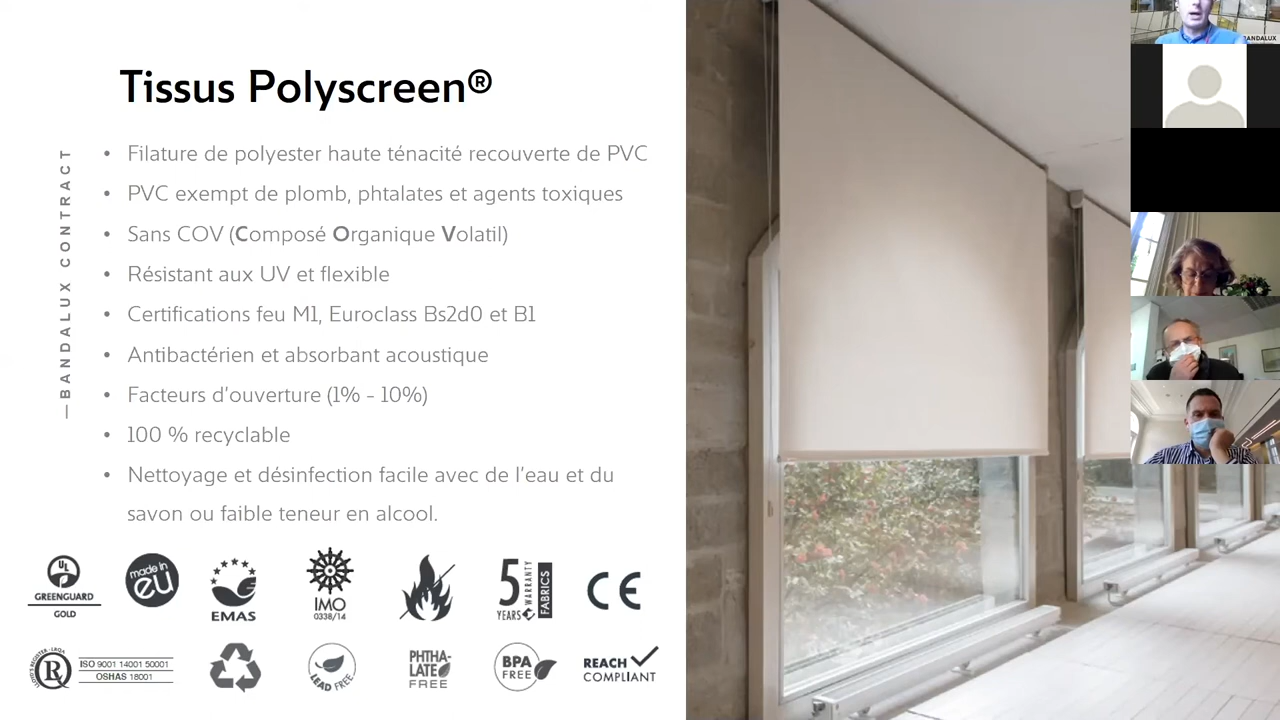 Tissus Polyscreen®
—BANDALUX CONTRACT
• Filature de polyester haute ténacité recouverte de PVC
• PVC exempt de plomb, phtalates et agents toxiques
• Sans COV (Composé Organique Volatil)
• Résistant aux UV et flexible
• Certifications feu M1, Euroclass Bs2d0 et B1
• Antibactérien et absorbant acoustique
• Facteurs d'ouverture (1% - 10%)
• 100 % recyclable
• Nettoyage et désinfection facile avec de l'eau et du
savon ou faible teneur en alcool.
UL
GREENGUARD
GOLD
made in
eu
EMAS
IMO
0338/14
5
YEARS
WARRANTY
FABRICS
CE
R
ISO 9001 14001 50001
OSHAS 18001
LEAD FREE
PHTHA-
LATE
FREE
BPA
FREE
REACH
COMPLIANT
BANDALUX